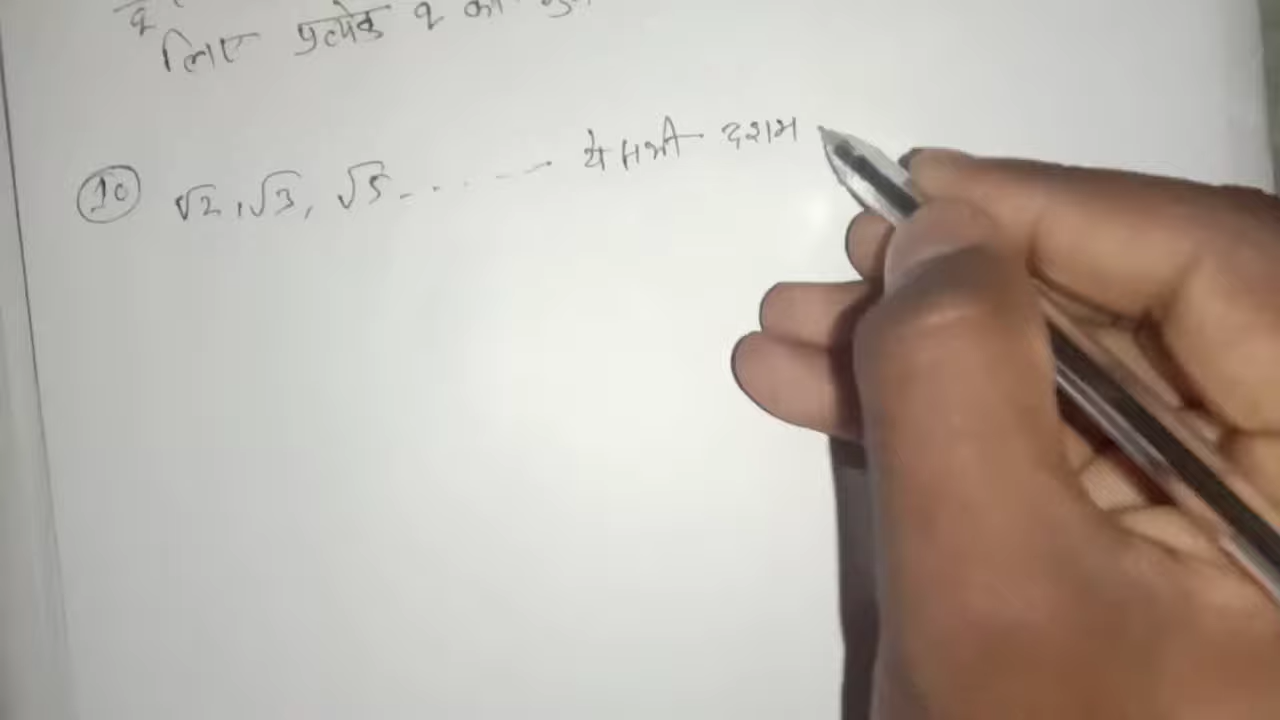 लिए प्रत्येक q का
(10) √2, √3, √5 - . . . . - ये सभी दशम